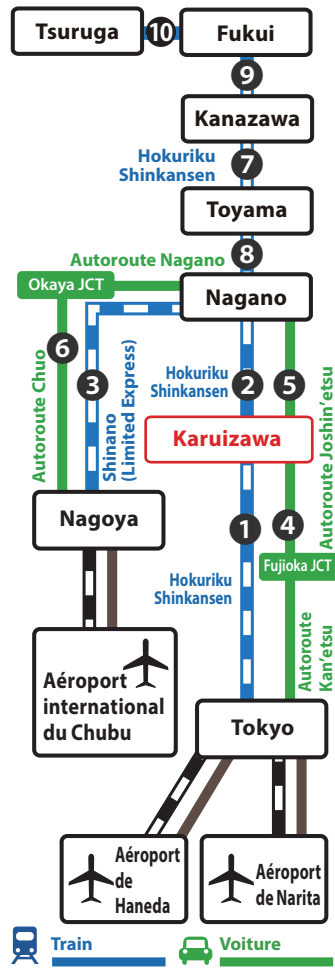 Tsuruga
10
Fukui
9
Kanazawa
Hokuriku
Shinkansen
7
Toyama
8
Autoroute Nagano
Okaya JCT
Nagano
6
Autoroute Chuo
3
Shinano
(Limited Express)
Hokuriku
Shinkansen
2
5
Autoroute Joshin'etsu
Karuizawa
Nagoya
1
4
Fujioka JCT
Hokuriku
Shinkansen
Autoroute
Kan'etsu
Aéroport
international
du Chubu
Tokyo
Aéroport
de
Haneda
Aéroport
de Narita
Train
Voiture